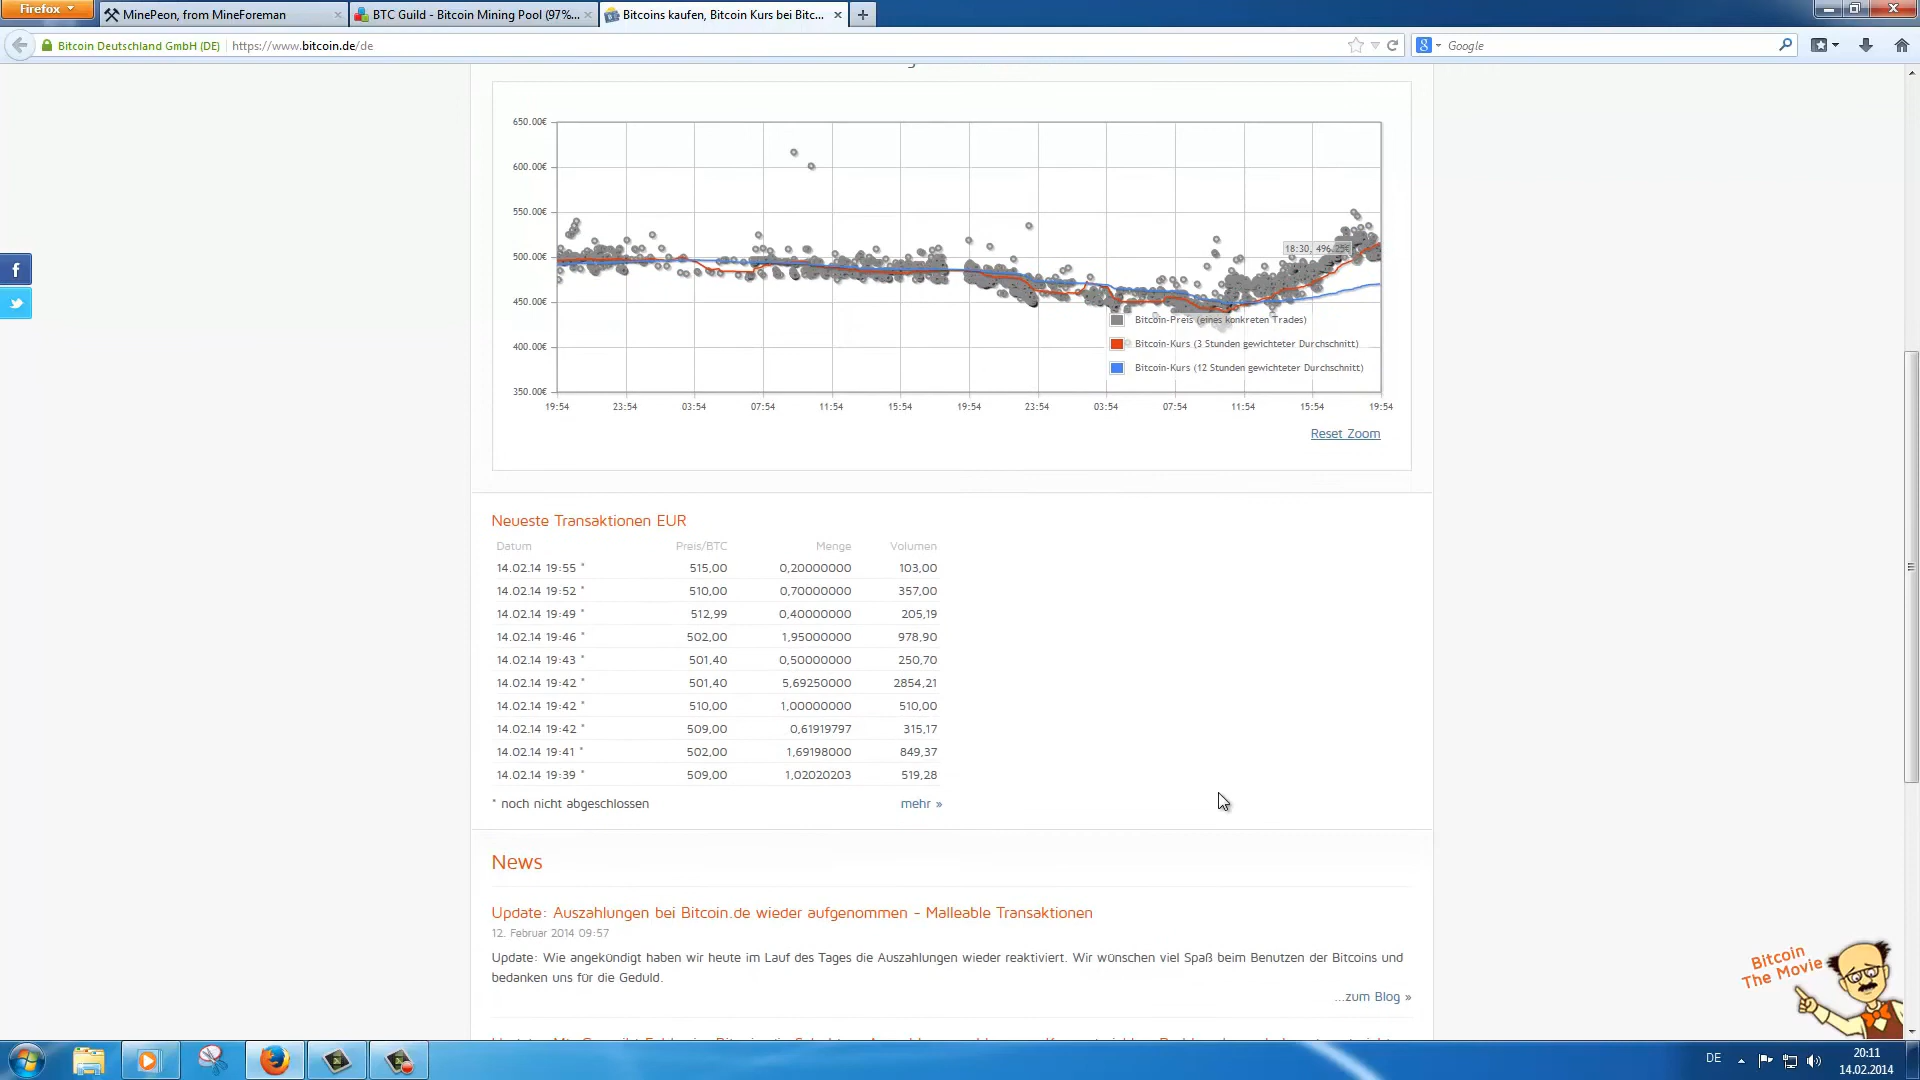 Firefox
MinePeon, from MineForeman
BTC Guild - Bitcoin Mining Pool (97%...
Bitcoins kaufen, Bitcoin Kurs bei Bitc...
Bitcoin Deutschland GmbH (DE)
https://www.bitcoin.de/de
Google
650.00€
600.00€
550.00€
500.00€
450.00€
400.00€
350.00€
18:30, 496.25€
Bitcoin-Preis (eines konkreten Trades)
Bitcoin-Kurs (3 Stunden gewichteter Durchschnitt)
Bitcoin-Kurs (12 Stunden gewichteter Durchschnitt)
19:54 23:54 03:54 07:54 11:54 15:54 19:54 23:54 03:54 07:54 11:54 15:54 19:54
Reset Zoom
Neueste Transaktionen EUR
Datum Preis/BTC Menge Volumen
14.02.14 19:55 * 515,00 0,20000000 103,00
14.02.14 19:52 * 510,00 0,70000000 357,00
14.02.14 19:49 * 512,99 0,40000000 205,19
14.02.14 19:46 * 502,00 1,95000000 978,90
14.02.14 19:43 * 501,40 0,50000000 250,70
14.02.14 19:42 * 501,40 5,69250000 2854,21
14.02.14 19:42 * 510,00 1,00000000 510,00
14.02.14 19:42 * 509,00 0,61919797 315,17
14.02.14 19:41 * 502,00 1,69198000 849,37
14.02.14 19:39 * 509,00 1,02020203 519,28
* noch nicht abgeschlossen mehr »
News
Update: Auszahlungen bei Bitcoin.de wieder aufgenommen - Malleable Transaktionen
12. Februar 2014 09:57
Update: Wie angekündigt haben wir heute im Lauf des Tages die Auszahlungen wieder reaktiviert. Wir wünschen viel Spaß beim Benutzen der Bitcoins und
bedanken uns für die Geduld.
...zum Blog »
Bitcoin
The Movie
DE
20:11
14.02.2014